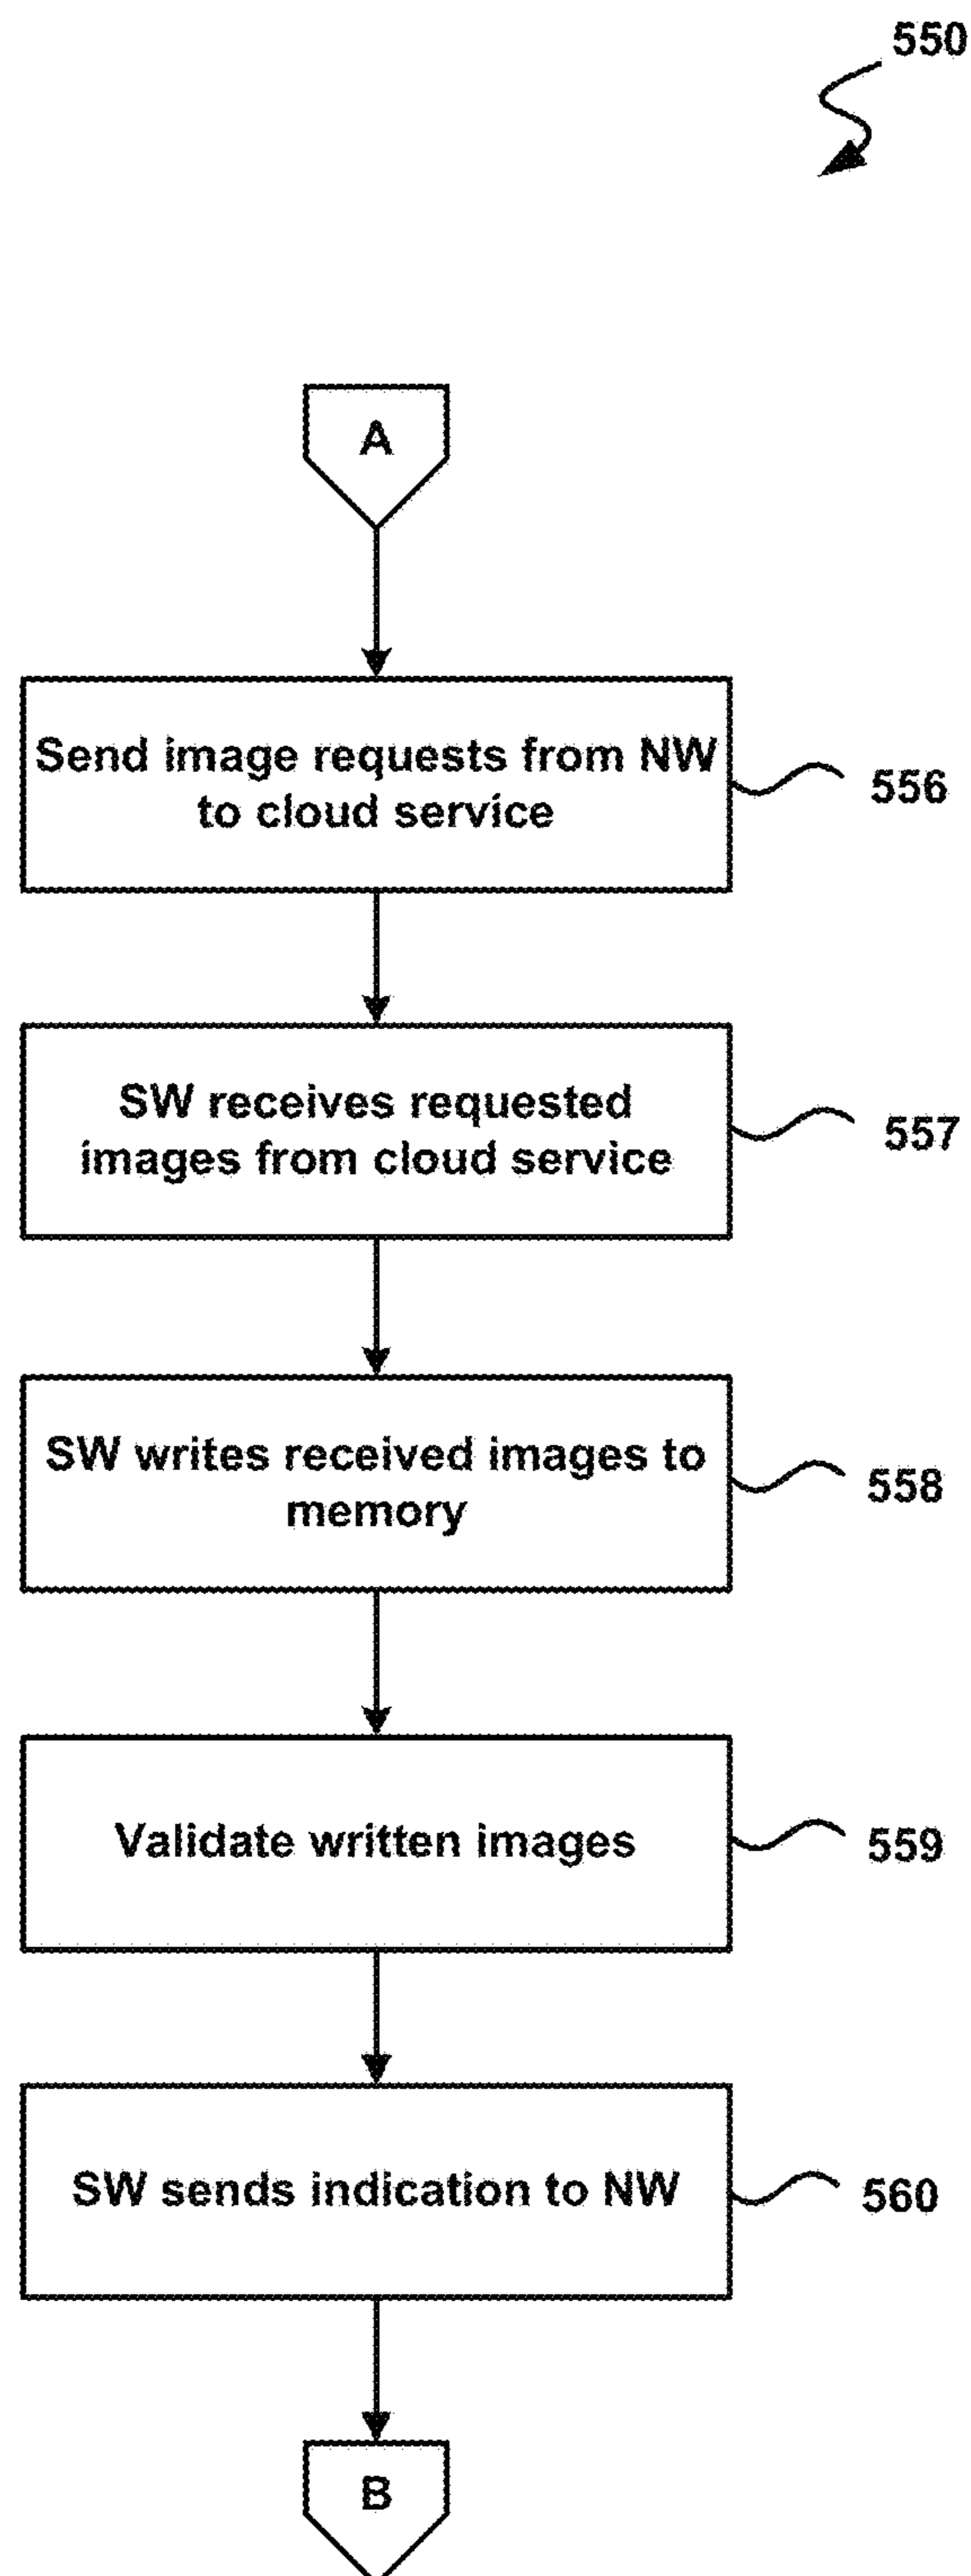 550
A
Send image requests from NW
to cloud service
556
SW receives requested
images from cloud service
557
SW writes received images to
memory
558
Validate written images
559
SW sends indication to NW
560
B